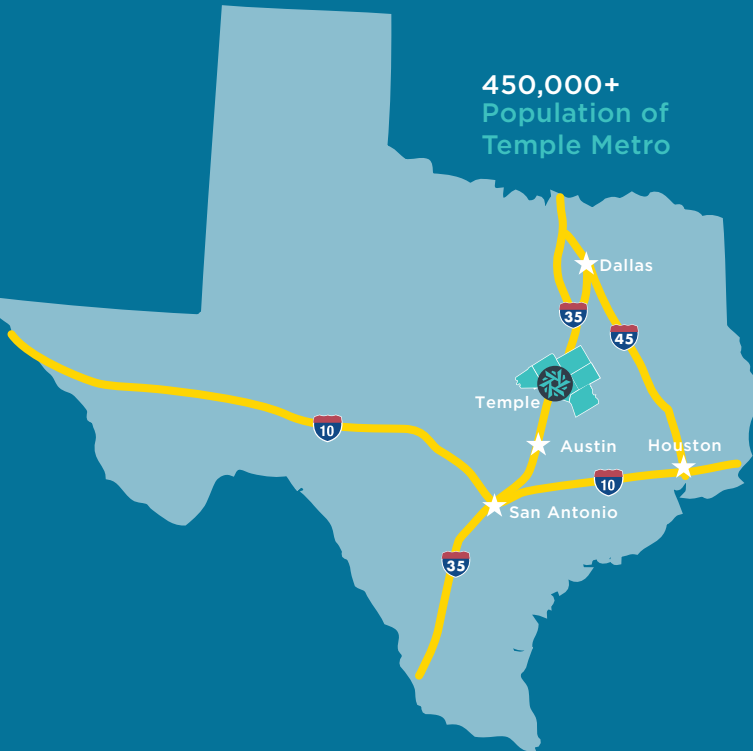 450,000+
Population of
Temple Metro
Dallas
35
45
Temple
10
Austin
Houston
10
San Antonio
35